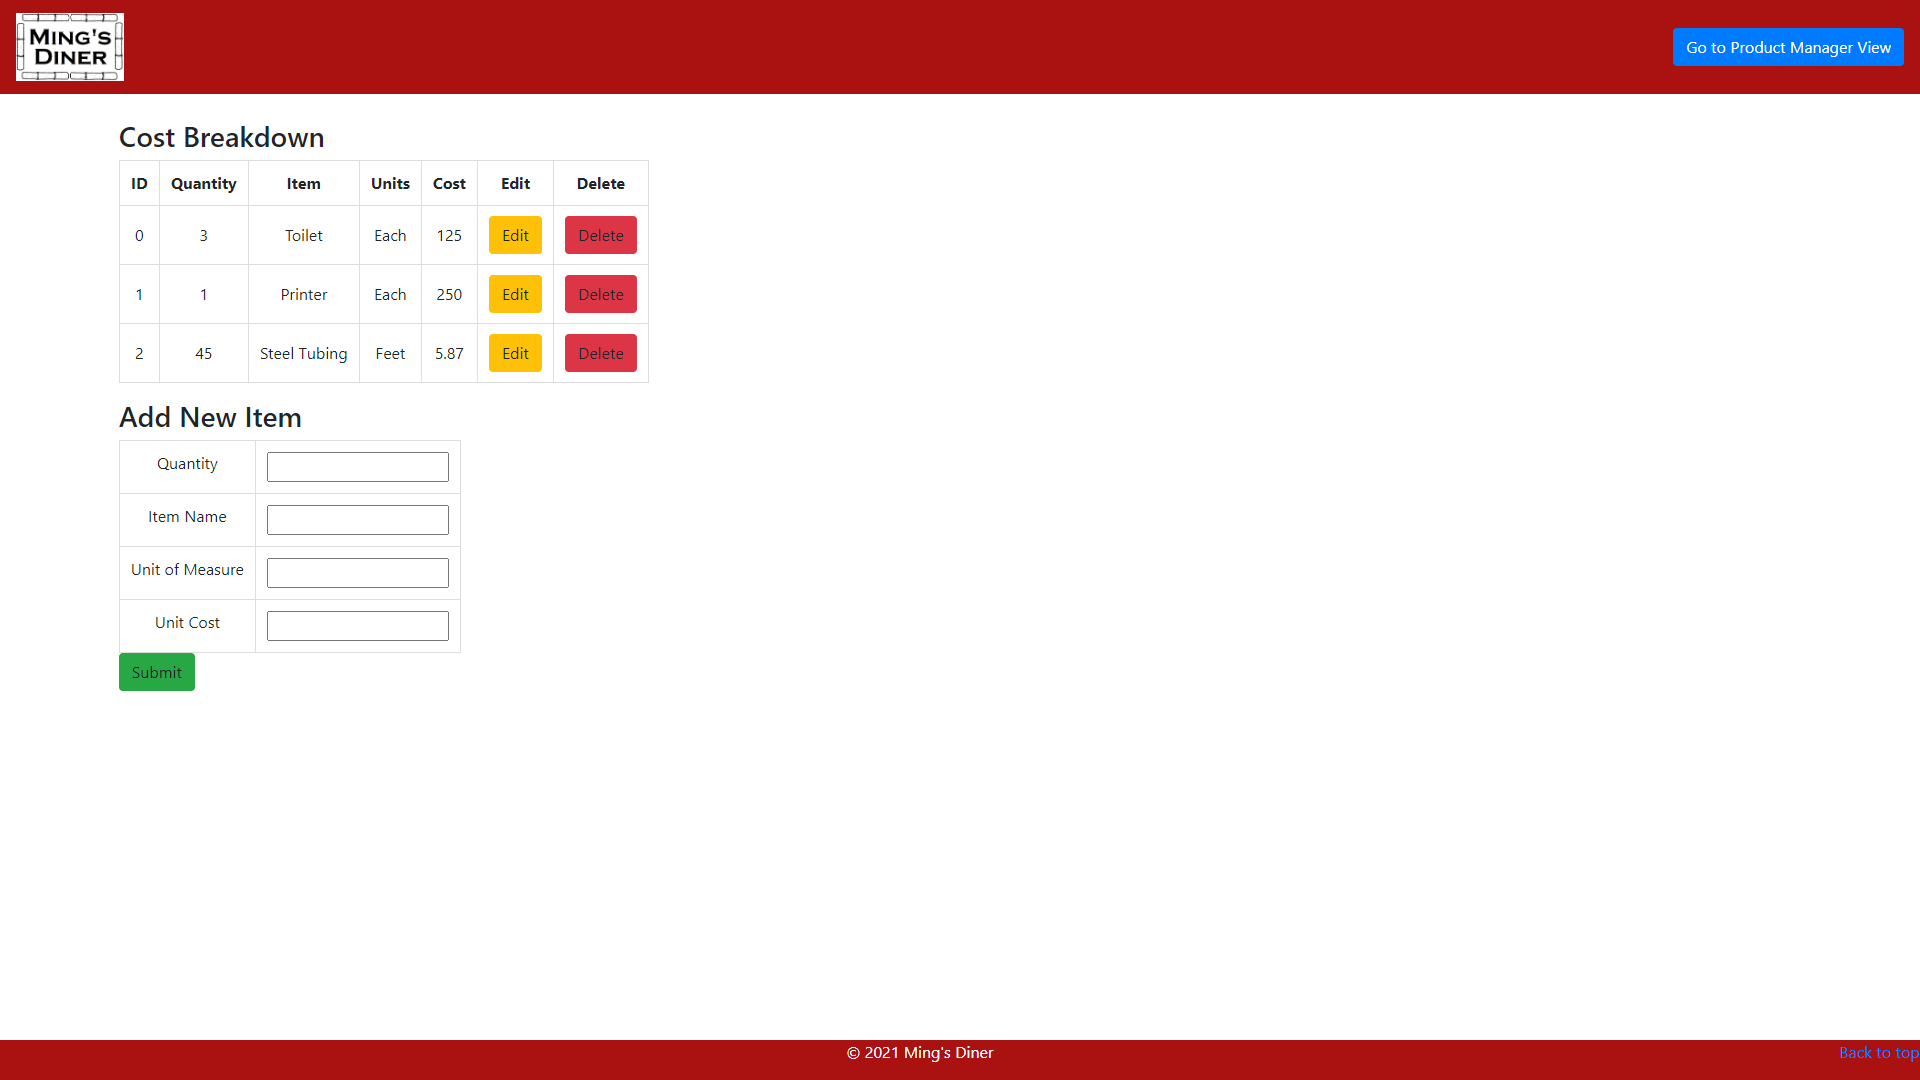 MING'S
DINER
Go to Product Manager View
Cost Breakdown
ID Quantity Item Units Cost Edit Delete
0 3 Toilet Each 125 Edit Delete
1 1 Printer Each 250 Edit Delete
2 45 Steel Tubing Feet 5.87 Edit Delete
Add New Item
Quantity
Item Name
Unit of Measure
Unit Cost
Submit
© 2021 Ming's Diner
Back to top